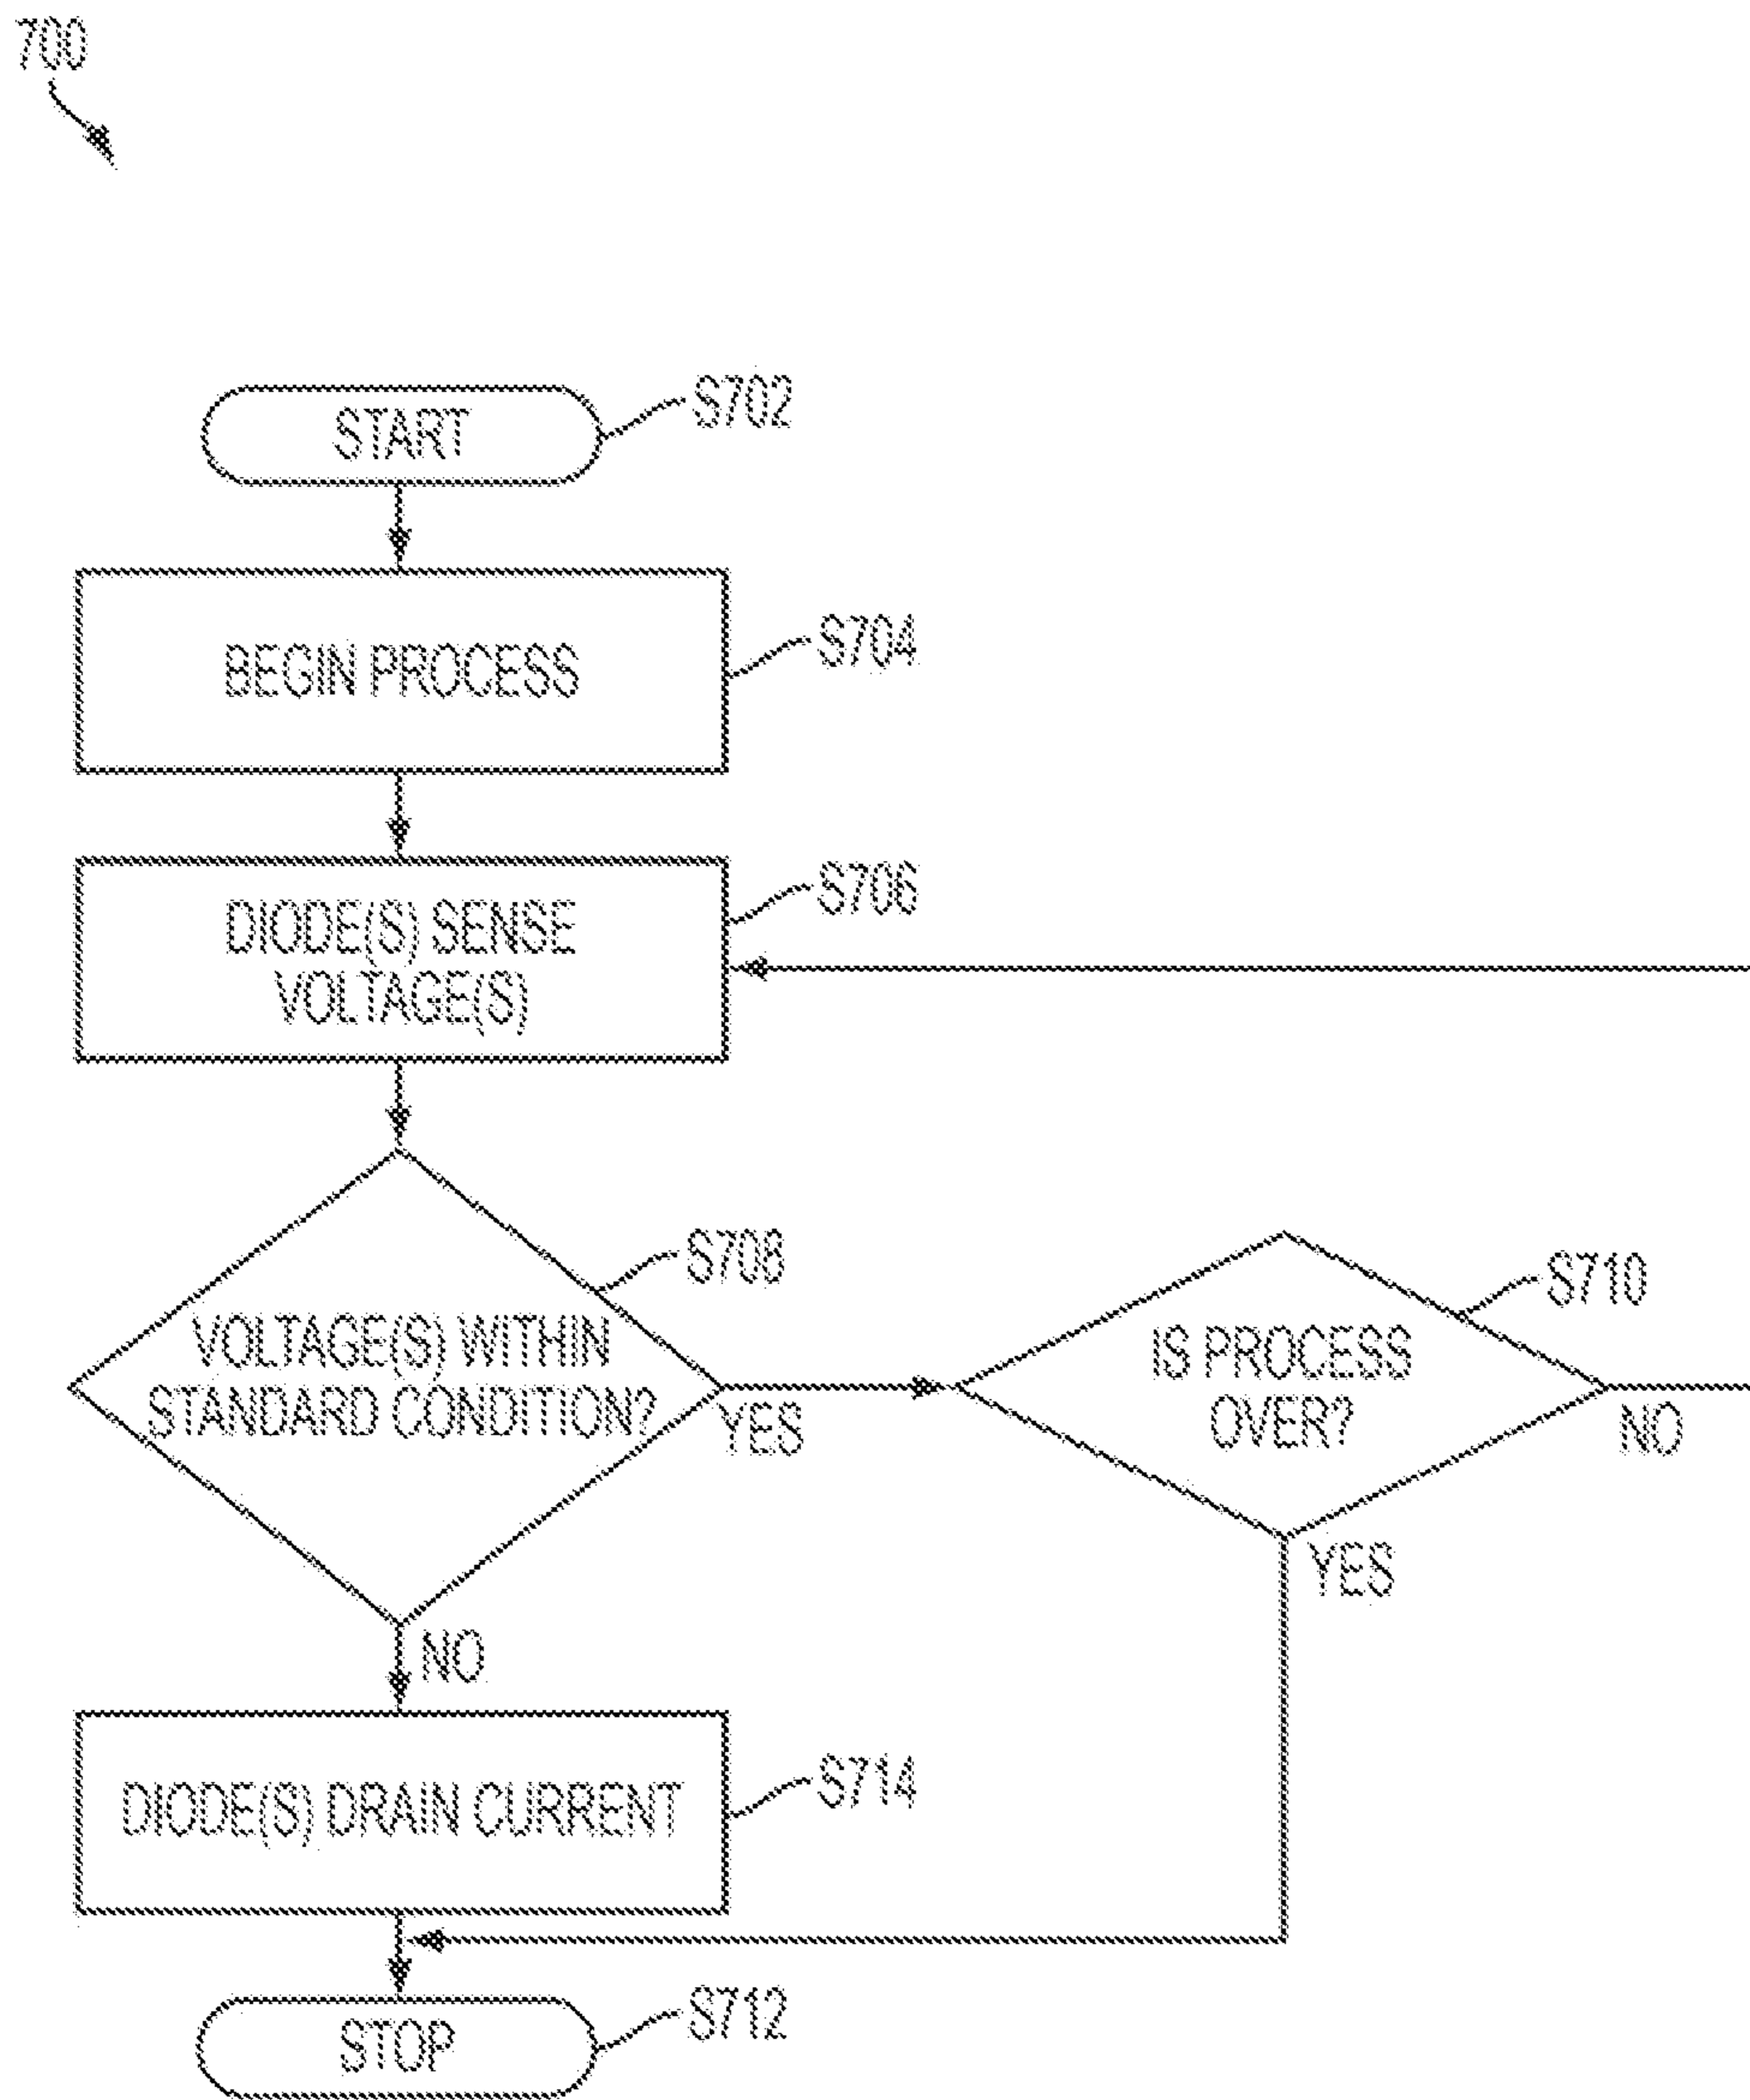 700
START
S702
BEGIN PROCESS
S704
DIODE(S) SENSE
VOLTAGE(S)
S706
VOLTAGE(S) WITHIN
STANDARD CONDITION?
S708
YES
NO
IS PROCESS
OVER?
S710
NO
YES
DIODE(S) DRAIN CURRENT
S714
STOP
S712